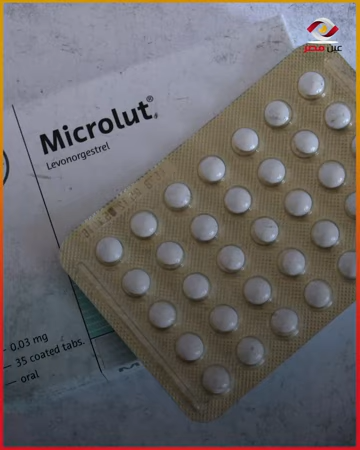 عين مصر
Microlut®
Levonorgestrel
0.03 mg
35 coated tabs.
oral